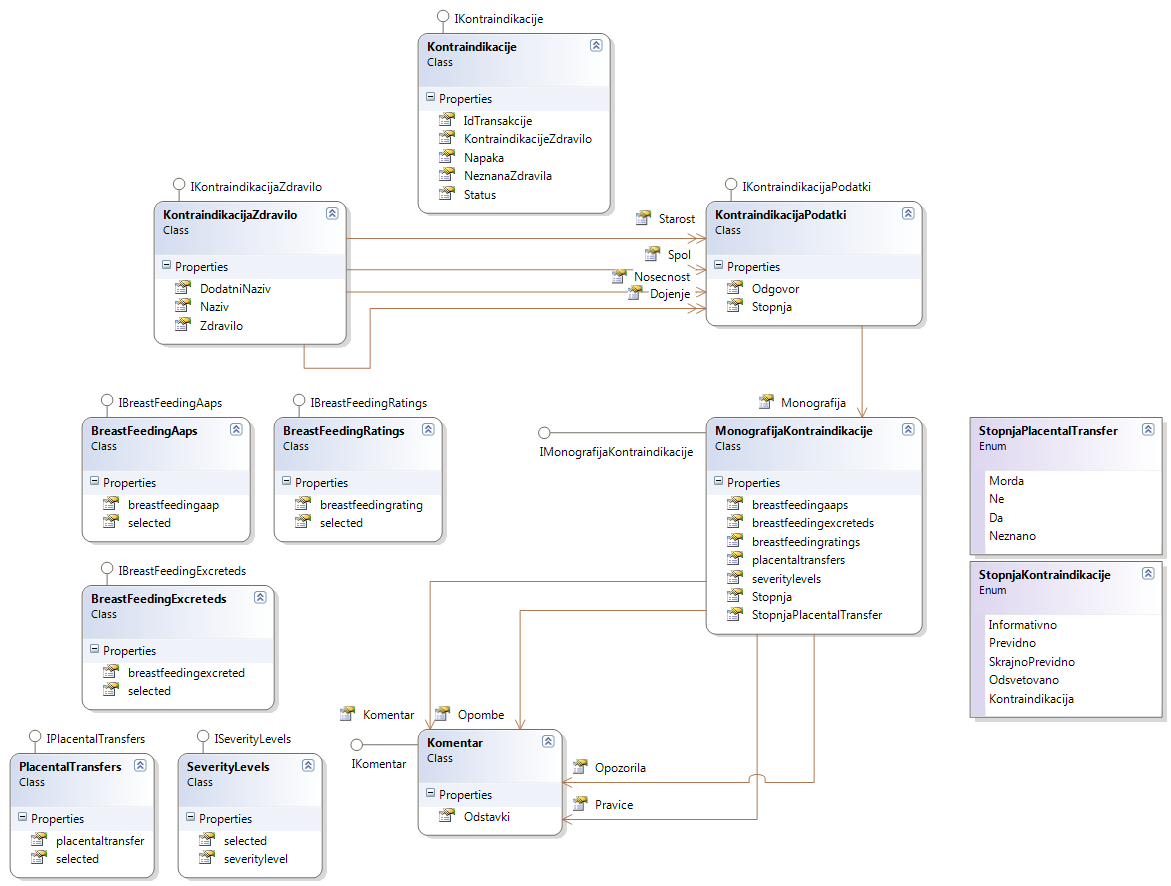 IKontraindikacije
Kontraindikacije
Class
Properties
IdTransakcije
KontraindikacijeZdravilo
Napaka
NeznanaZdravila
Status
IKontraindikacijaZdravilo
KontraindikacijaZdravilo
Class
Properties
DodatniNaziv
Naziv
Zdravilo
Starost
Spol
Nosecnost
Dojenje
IKontraindikacijaPodatki
KontraindikacijaPodatki
Class
Properties
Odgovor
Stopnja
IBreastFeedingAaps
BreastFeedingAaps
Class
Properties
breastfeedingaap
selected
IBreastFeedingRatings
BreastFeedingRatings
Class
Properties
breastfeedingrating
selected
Monografija
IMonografijaKontraindikacije
MonografijaKontraindikacije
Class
Properties
breastfeedingaaps
breastfeedingexcreteds
breastfeedingratings
placentaltransfers
severitylevels
Stopnja
StopnjaPlacentalTransfer
StopnjaPlacentalTransfer
Enum
Morda
Ne
Da
Neznano
StopnjaKontraindikacije
Enum
Informativno
Previdno
SkrajnoPrevidno
Odsvetovano
Kontraindikacija
IBreastFeedingExcreteds
BreastFeedingExcreteds
Class
Properties
breastfeedingexcreted
selected
IPlacentalTransfers
PlacentalTransfers
Class
Properties
placentaltransfer
selected
ISeverityLevels
SeverityLevels
Class
Properties
selected
severitylevel
Komentar
Opombe
IKomentar
Komentar
Class
Properties
Odstavki
Opozorila
Pravice